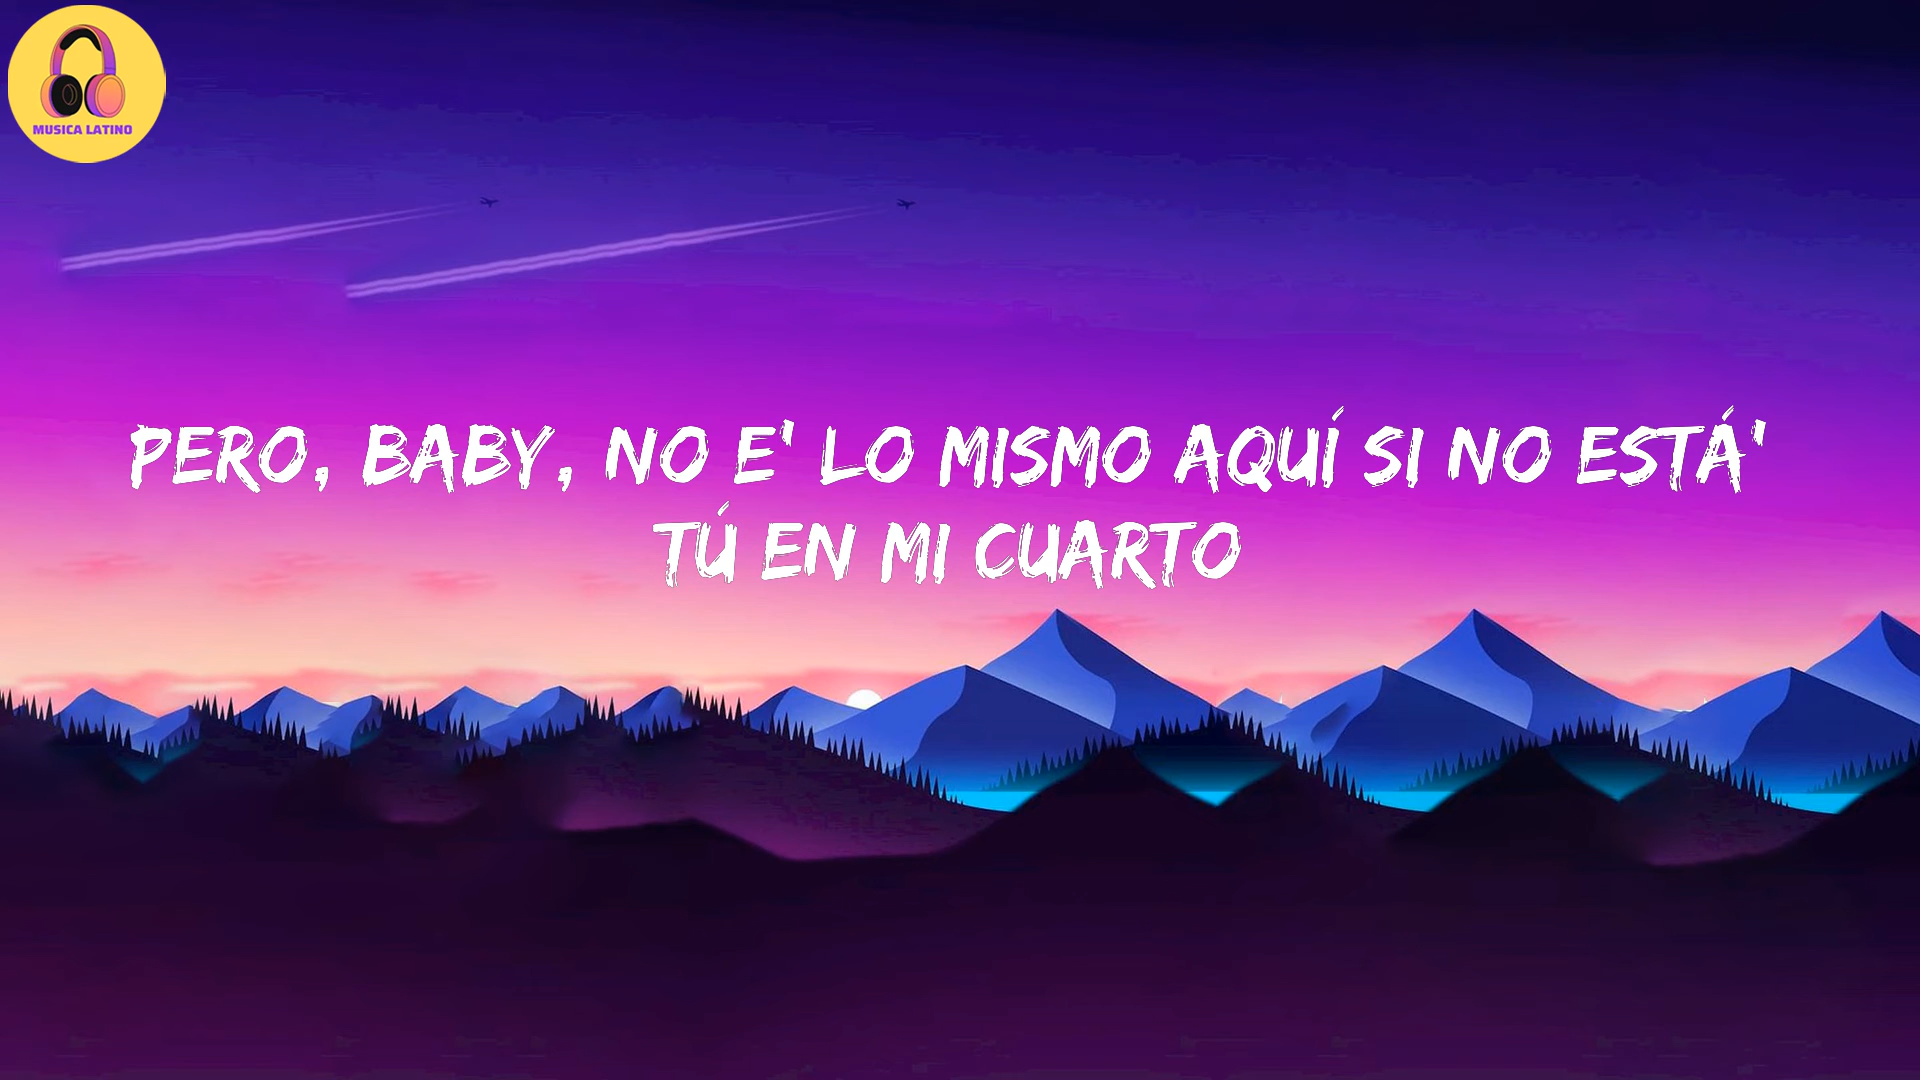 MUSICA LATINO
PERO, BABY, NO E' LO MISMO AQUÍ SI NO ESTÁ'
TÚ EN MI CUARTO